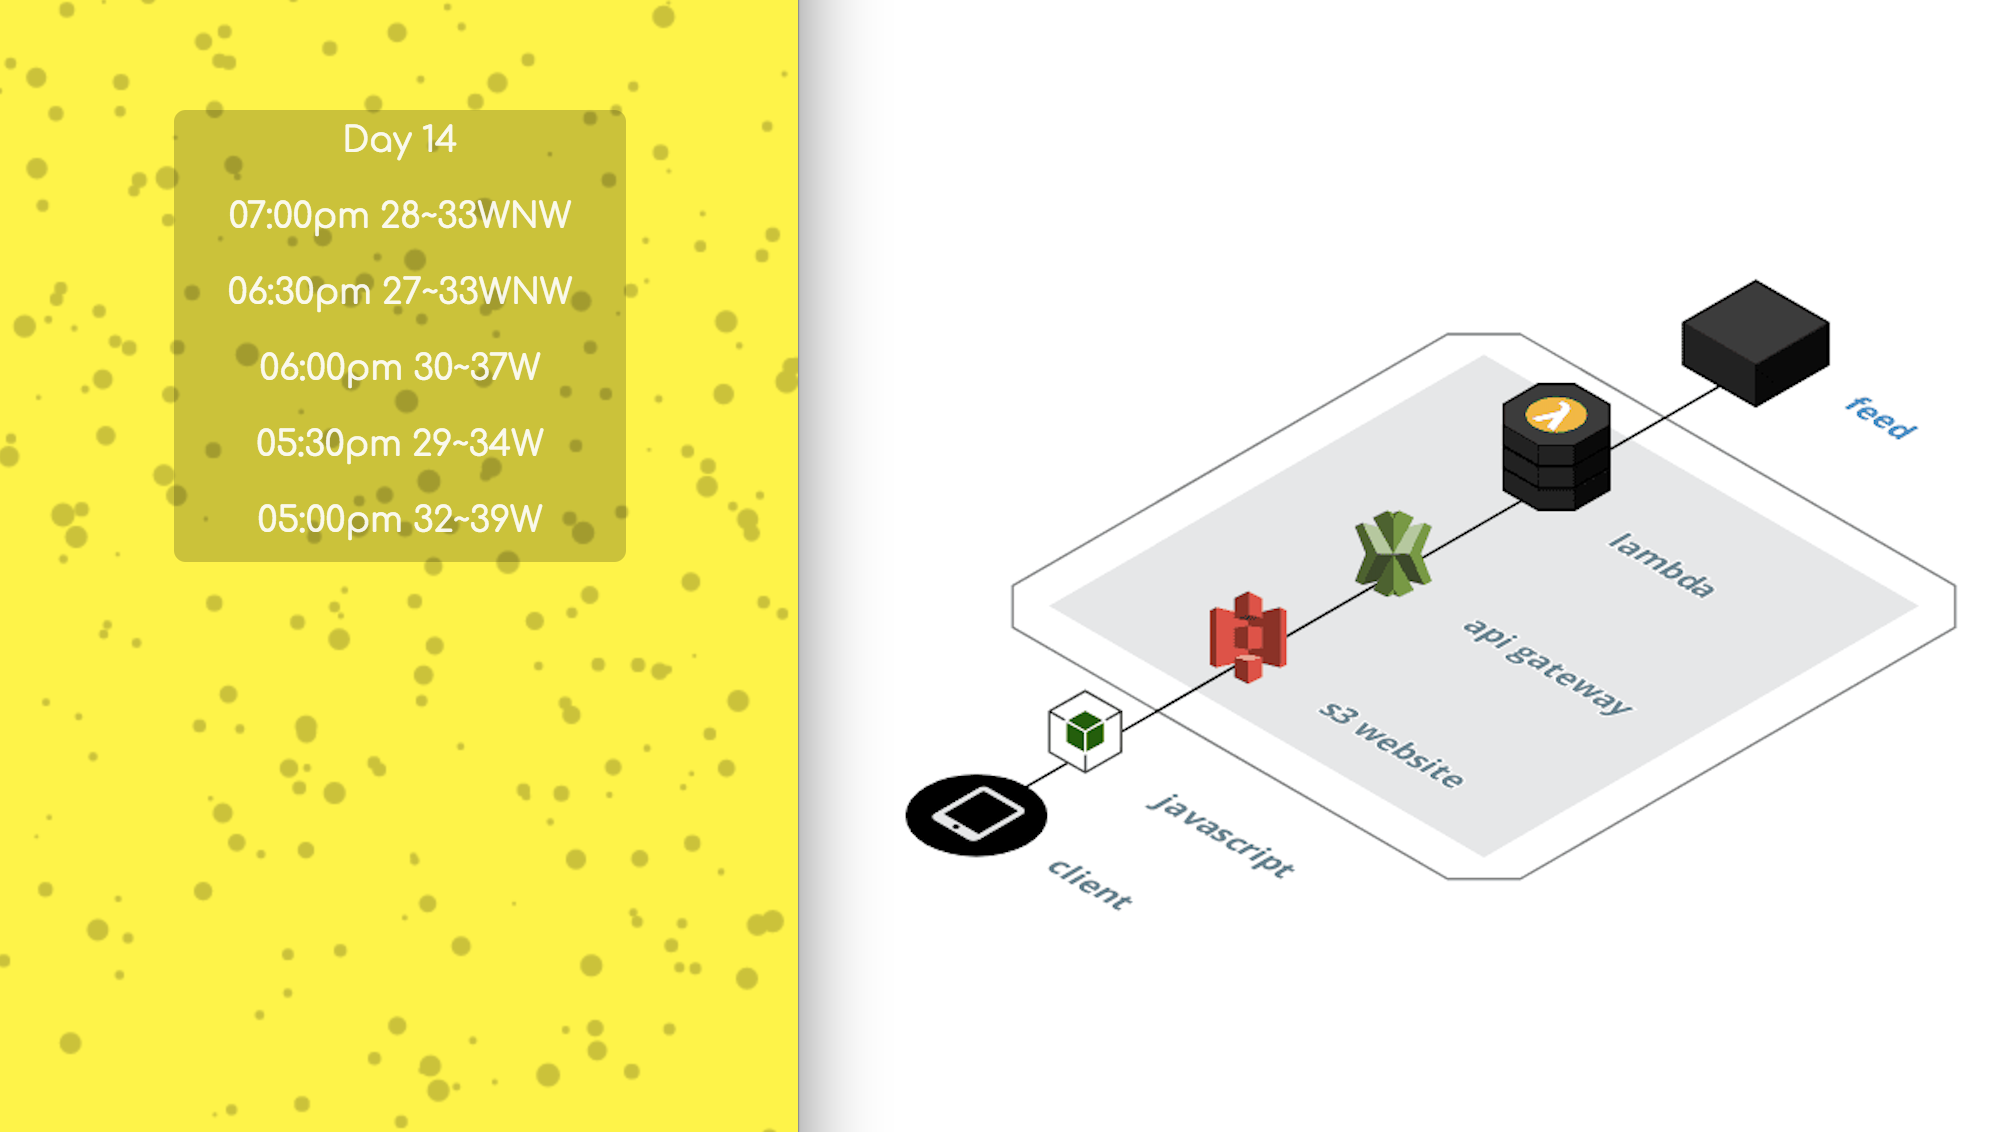 Day 14
07:00pm 28~33WNW
06:30pm 27~33WNW
06:00pm 30~37W
05:30pm 29~34W
05:00pm 32~39W
feed
lambda
api gateway
s3 website
javascript
client